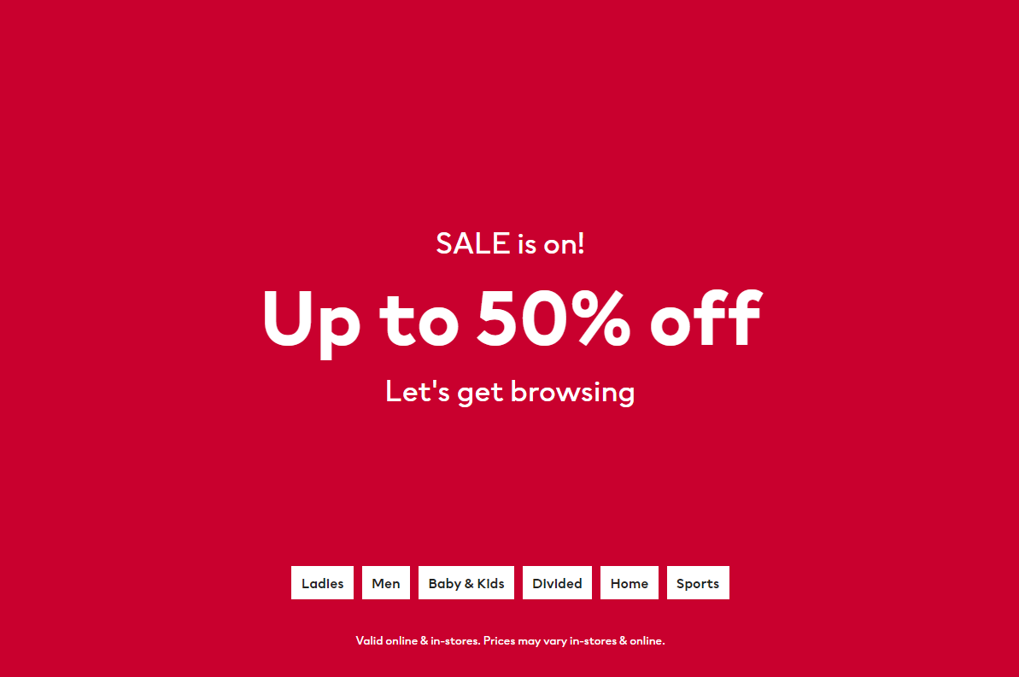 SALE is on!
Up to 50% off
Let's get browsing
Ladies Men Baby & Kids Divided Home Sports
Valid online & in-stores. Prices may vary in-stores & online.